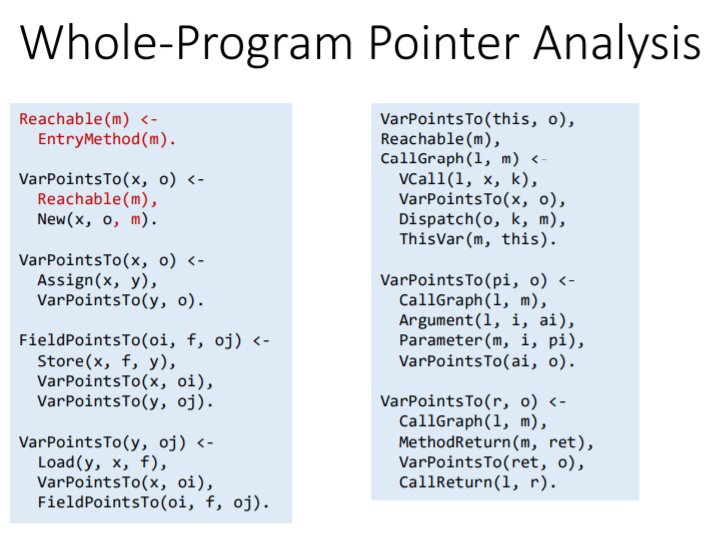 Whole-Program Pointer Analysis
Reachable(m) <-
EntryMethod(m).
VarPointsTo(x, o) <-
Reachable(m),
New(x, o, m).
VarPointsTo(x, o) <-
Assign(x, y),
VarPointsTo(y, o).
FieldPointsTo(oi, f, oj) <-
Store(x, f, y),
VarPointsTo(x, oi),
VarPointsTo(y, oj).
VarPointsTo(y, oj) <-
Load(y, x, f),
VarPointsTo(x, oi),
FieldPointsTo(oi, f, oj).
VarPointsTo(this, o),
Reachable(m),
CallGraph(l, m) <-
VCall(l, x, k),
VarPointsTo(x, o),
Dispatch(o, k, m),
ThisVar(m, this).
VarPointsTo(pi, o) <-
CallGraph(l, m),
Argument(l, i, ai),
Parameter(m, i, pi),
VarPointsTo(ai, o).
VarPointsTo(r, o) <-
CallGraph(l, m),
MethodReturn(m, ret),
VarPointsTo(ret, o),
CallReturn(l, r).